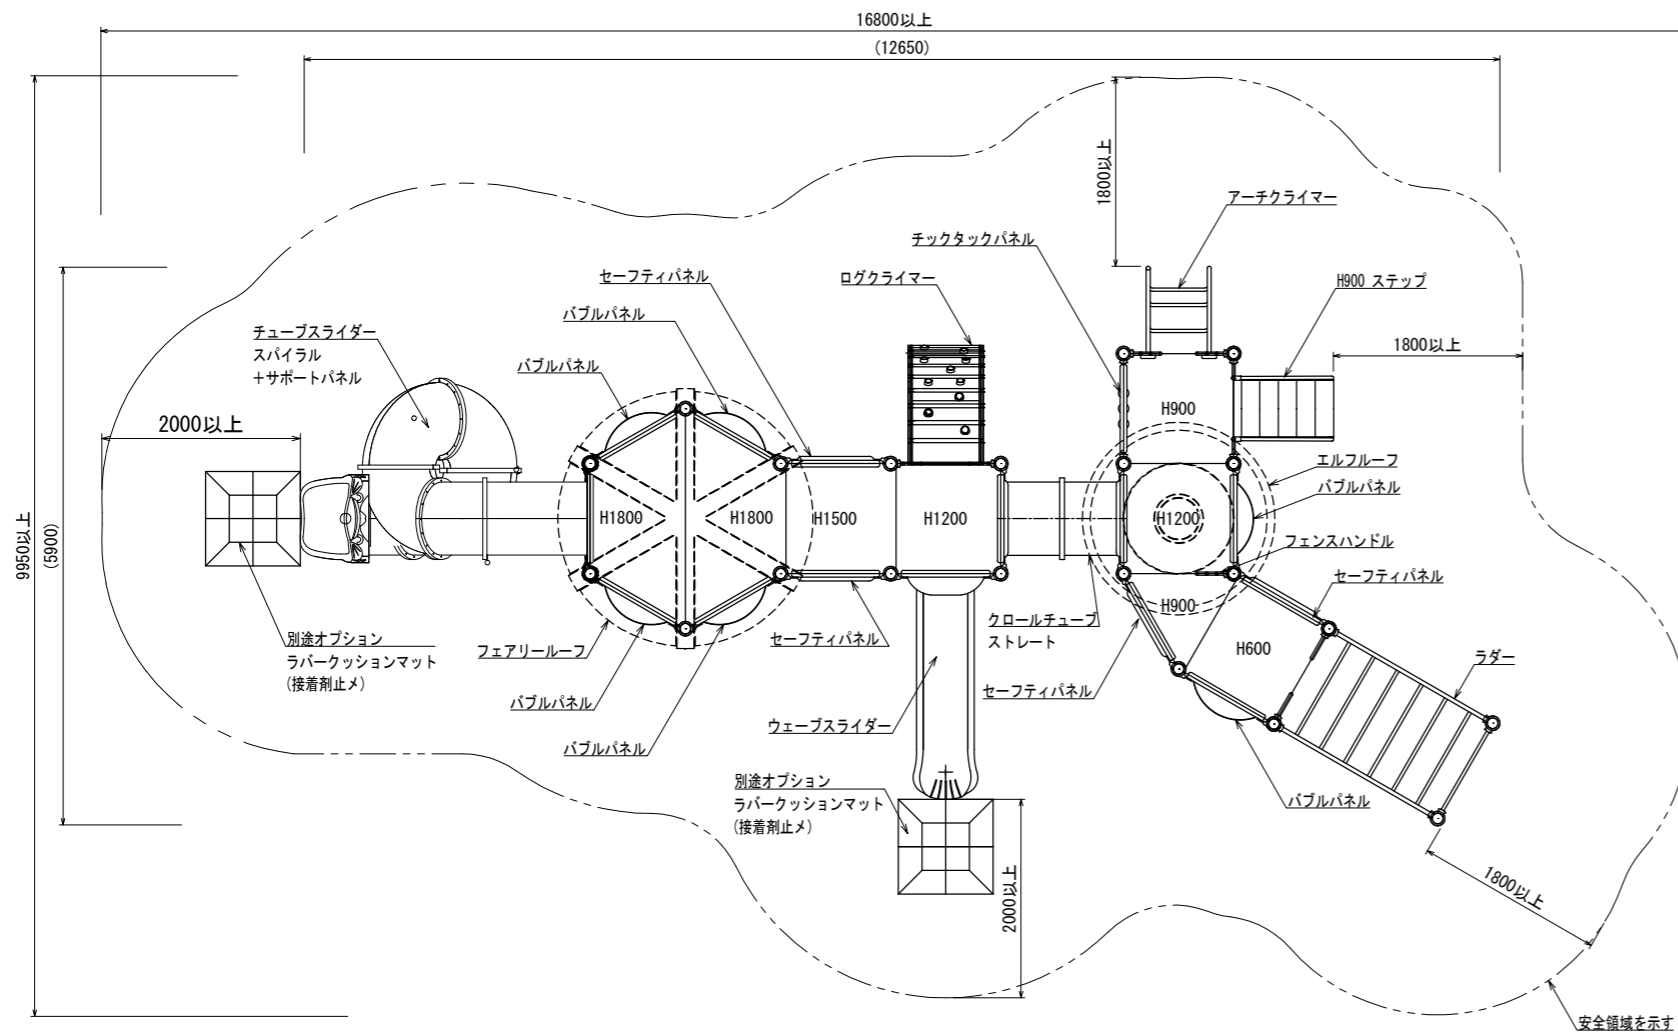 16800以上
(12650)
9950以上
(5900)
1800以上
アーチクライマー
チックタックパネル
セーフティパネル
ログクライマー
H900 ステップ
バブルパネル
チューブスライダー
スパイラル
+サポートパネル
1800以上
バブルパネル
2000以上
H900
エルフルーフ
バブルパネル
H1800
H1800
H1500
H1200
H1200
フェンスハンドル
セーフティパネル
H900
クロールチューブ
ストレート
別途オプション
ラバークッションマット
(接着剤止メ)
フェアリールーフ
セーフティパネル
H600
ラダー
セーフティパネル
バブルパネル
ウェーブスライダー
バブルパネル
別途オプション
ラバークッションマット
(接着剤止メ)
バブルパネル
2000以上
1800以上
安全領域を示す